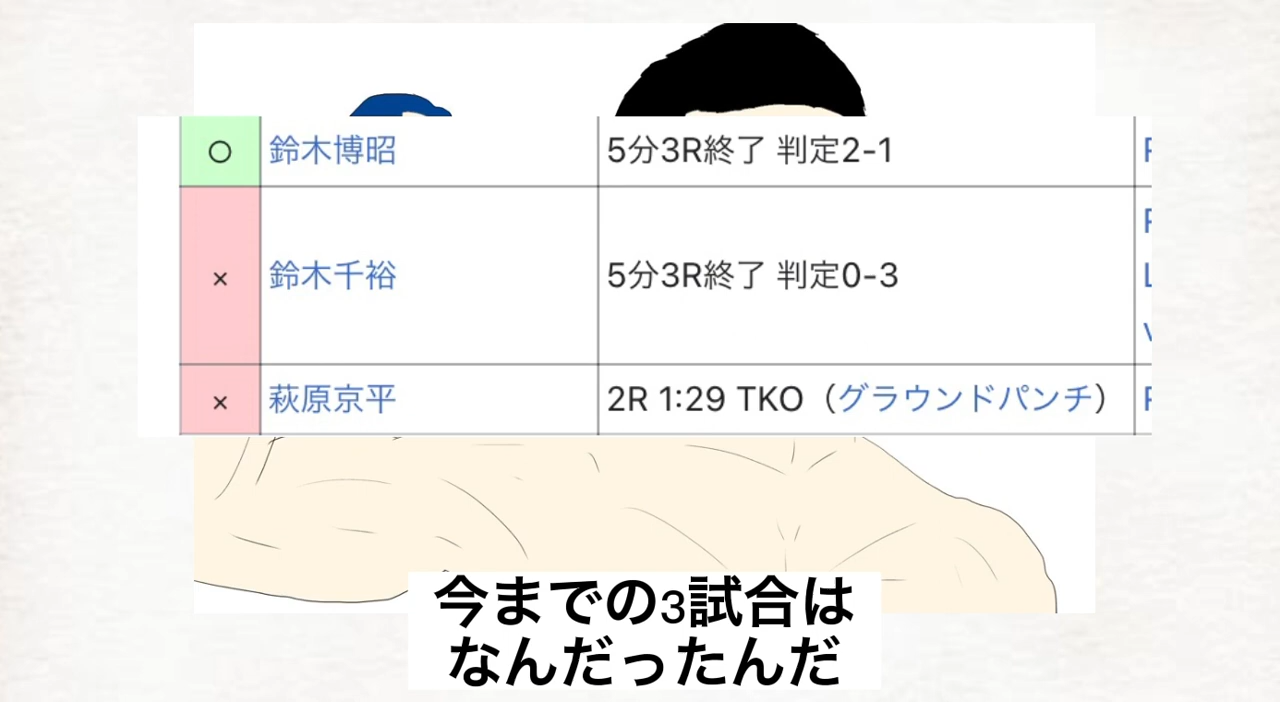 ○ 鈴木博昭 5分3R終了 判定2-1
× 鈴木千裕 5分3R終了 判定0-3
× 萩原京平 2R 1:29 TKO（グラウンドパンチ）
今までの3試合は
なんだったんだ